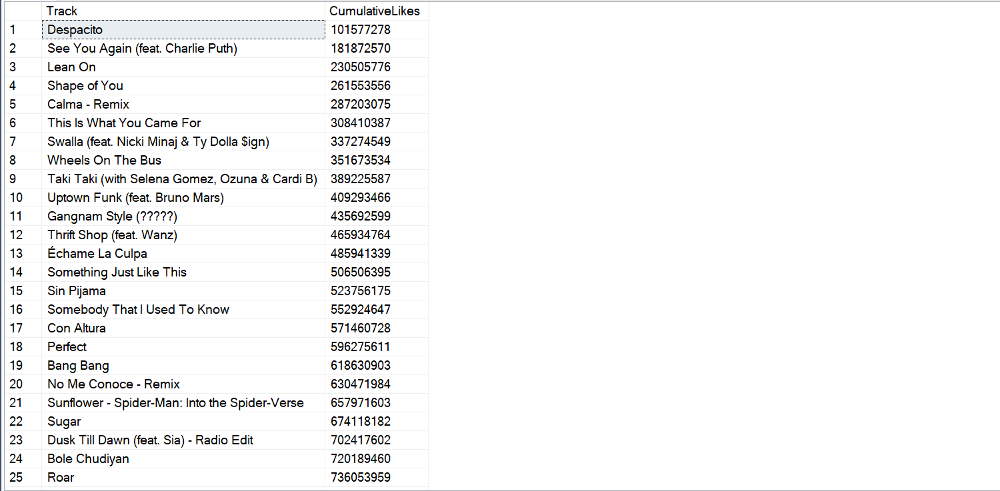 Track CumulativeLikes
1 Despacito 101577278
2 See You Again (feat. Charlie Puth) 181872570
3 Lean On 230505776
4 Shape of You 261553556
5 Calma - Remix 287203075
6 This Is What You Came For 308410387
7 Swalla (feat. Nicki Minaj & Ty Dolla $ign) 337274549
8 Wheels On The Bus 351673534
9 Taki Taki (with Selena Gomez, Ozuna & Cardi B) 389225587
10 Uptown Funk (feat. Bruno Mars) 409293466
11 Gangnam Style (?????) 435692599
12 Thrift Shop (feat. Wanz) 465934764
13 Échame La Culpa 485941339
14 Something Just Like This 506506395
15 Sin Pijama 523756175
16 Somebody That I Used To Know 552924647
17 Con Altura 571460728
18 Perfect 596275611
19 Bang Bang 618630903
20 No Me Conoce - Remix 630471984
21 Sunflower - Spider-Man: Into the Spider-Verse 657971603
22 Sugar 674118182
23 Dusk Till Dawn (feat. Sia) - Radio Edit 702417602
24 Bole Chudiyan 720189460
25 Roar 736053959